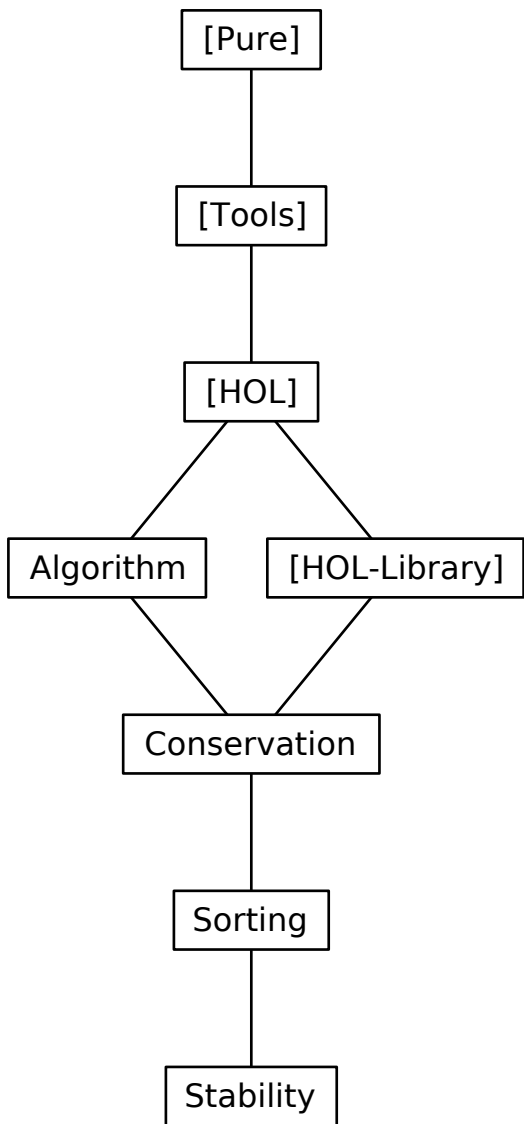 [Pure]
[Tools]
[HOL]
Algorithm
[HOL-Library]
Conservation
Sorting
Stability